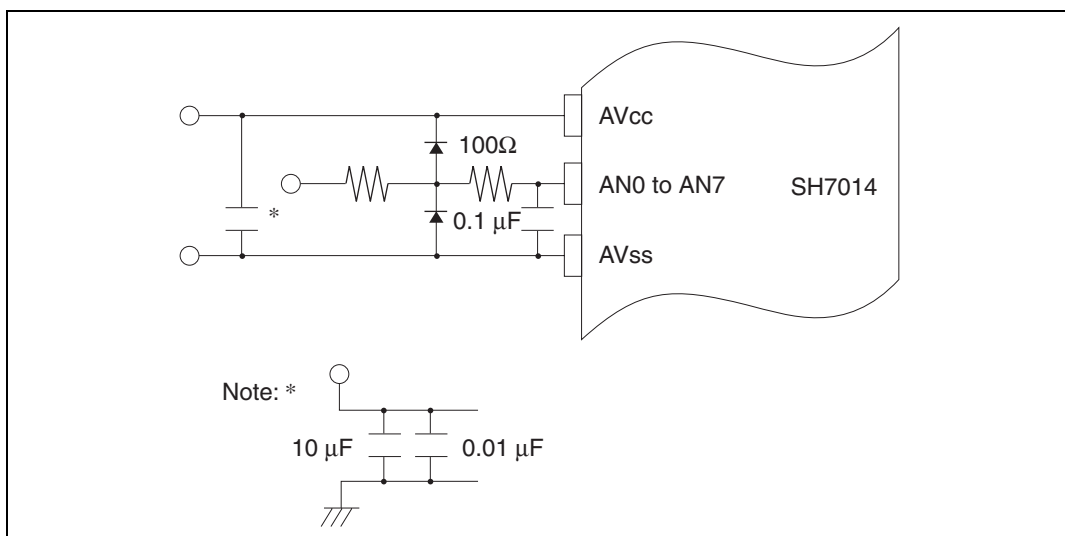 AVcc
100Ω
AN0 to AN7
SH7014
*
0.1 μF
AVss
Note: *
10 μF
0.01 μF